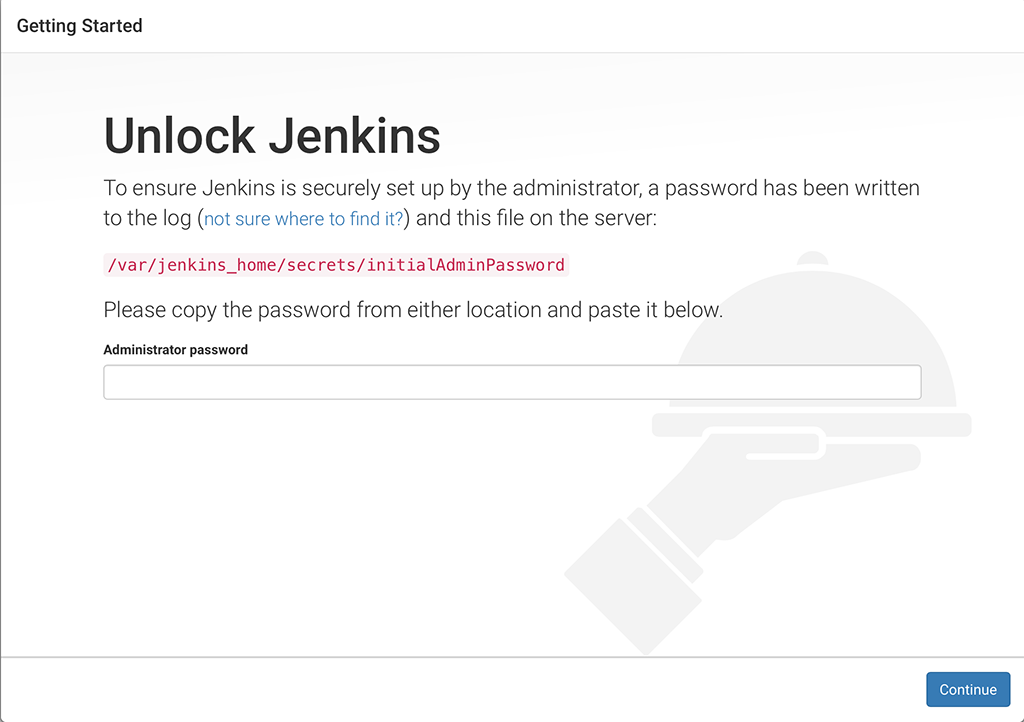 Getting Started
Unlock Jenkins
To ensure Jenkins is securely set up by the administrator, a password has been written
to the log (not sure where to find it?) and this file on the server:
/var/jenkins_home/secrets/initialAdminPassword
Please copy the password from either location and paste it below.
Administrator password
Continue